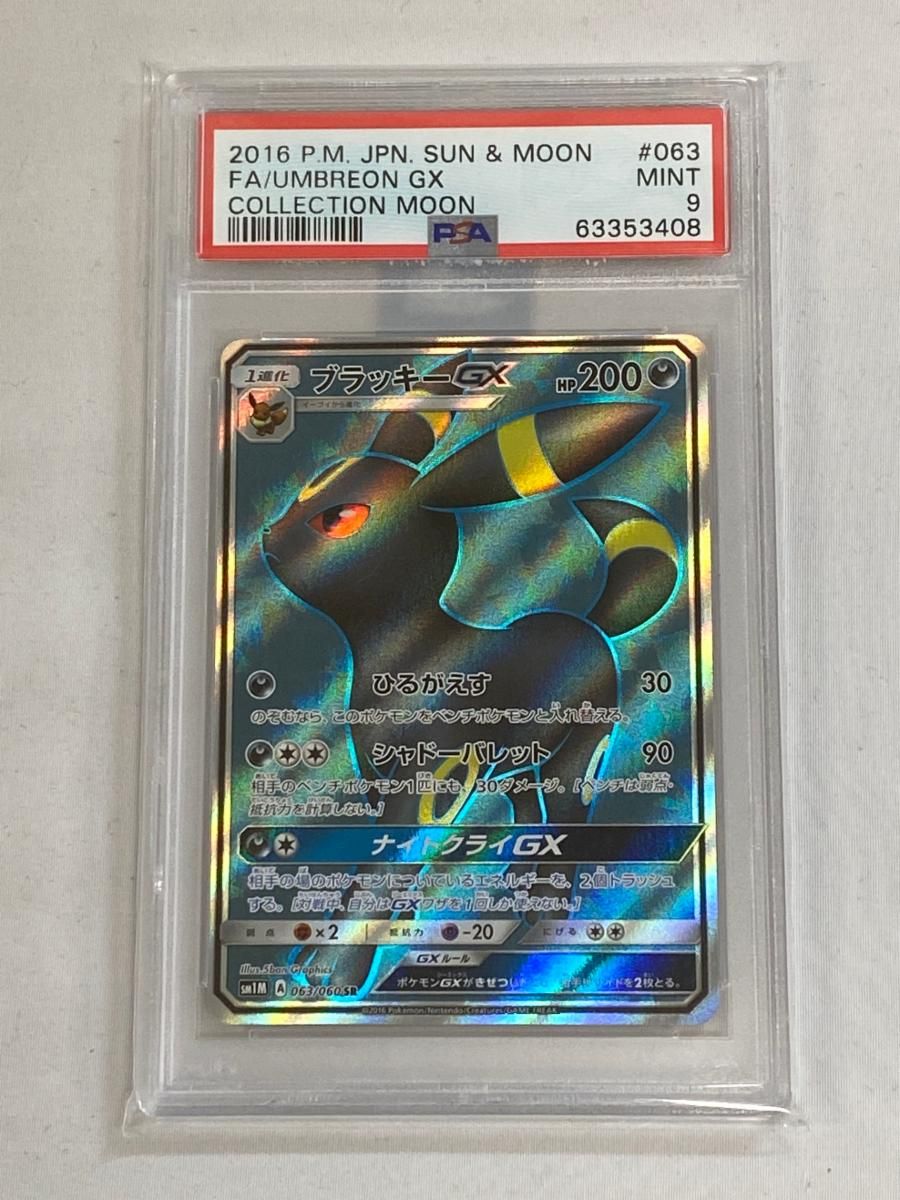 2016 P.M. JPN. SUN & MOON #063
FA/UMBREON GX MINT
COLLECTION MOON 9
PSA 63353408
1進化 ブラッキーGX HP200
イーブイから進化
ひるがえす 30
のぞむなら、このポケモンをベンチポケモンと入れ替える。
シャドーバレット 90
相手のベンチポケモン1匹にも、30ダメージ。[ベンチは弱点・
抵抗力を計算しない。]
ナイトクライGX
相手の場のポケモンについているエネルギーを、2個トラッシュ
する。[対戦中、自分はGXワザを1回しか使えない。]
弱点 ×2 抵抗力 -20 にげる
GXルール
ポケモンGXがきぜつし サイドを2枚とる。
Illus. 5ban Graphics
SM1M A 063/060 SR
©2016 Pokémon/Nintendo/Creatures/GAME FREAK